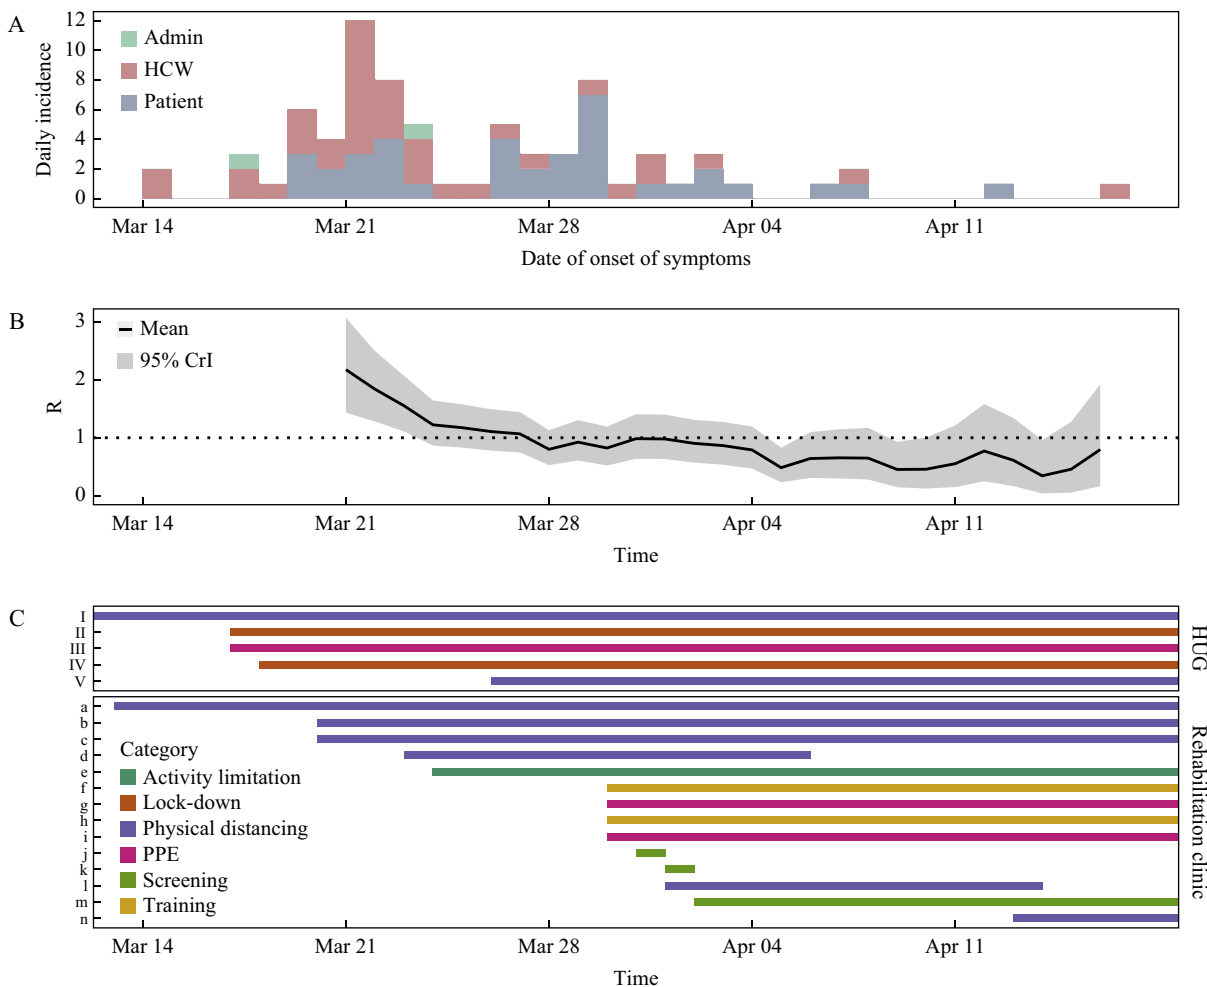 A
Daily incidence
12
10
8
6
4
2
0
Admin
HCW
Patient
Mar 14
Mar 21
Mar 28
Apr 04
Apr 11
Date of onset of symptoms
B
R
3
2
1
0
Mean
95% CrI
Mar 14
Mar 21
Mar 28
Apr 04
Apr 11
Time
C
I
II
III
IV
V
HUG
a
b
c
d
e
f
g
h
i
j
k
l
m
n
Category
Activity limitation
Lock-down
Physical distancing
PPE
Screening
Training
Rehabilitation clinic
Mar 14
Mar 21
Mar 28
Apr 04
Apr 11
Time